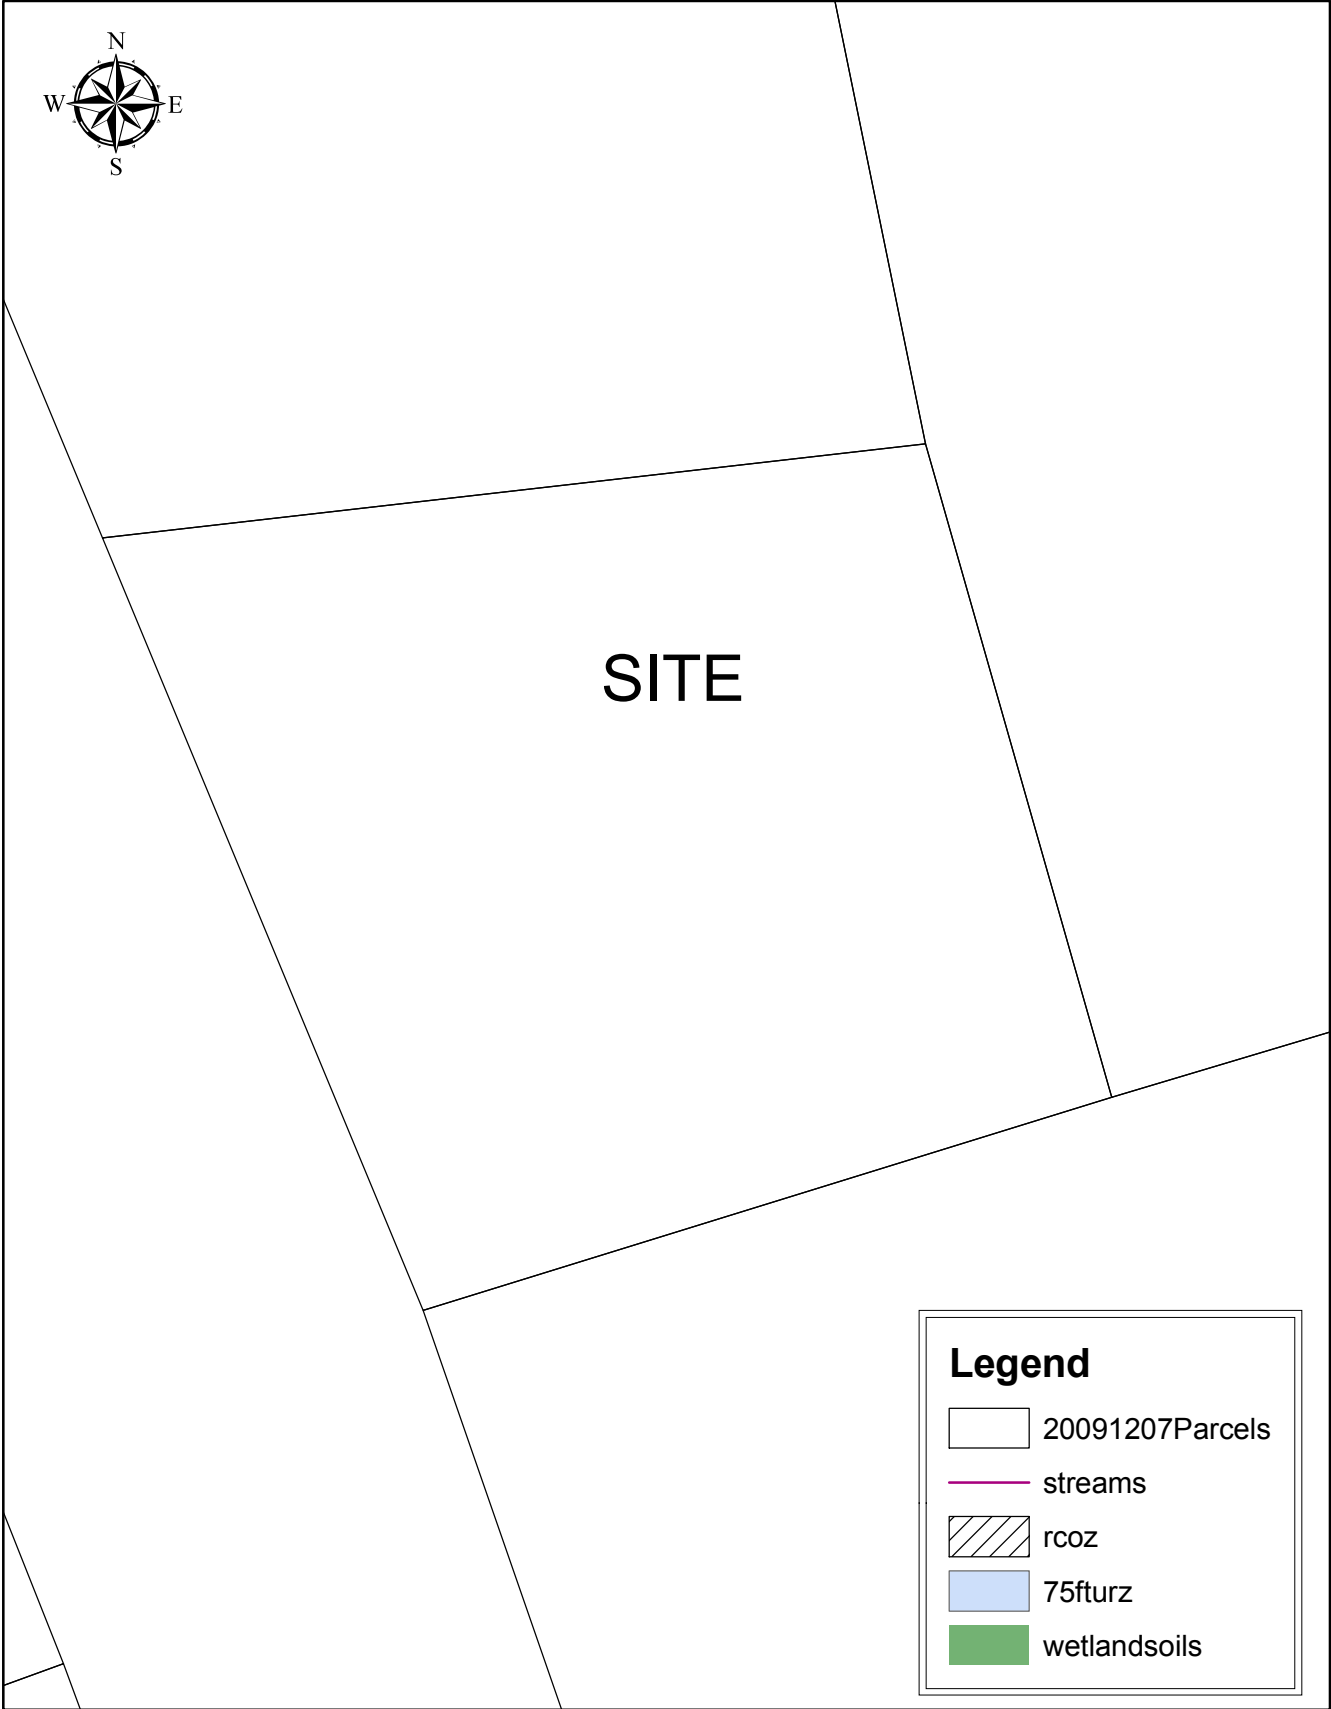 N
W E
S
SITE
Legend
20091207Parcels
streams
rcoz
75fturz
wetlandsoils